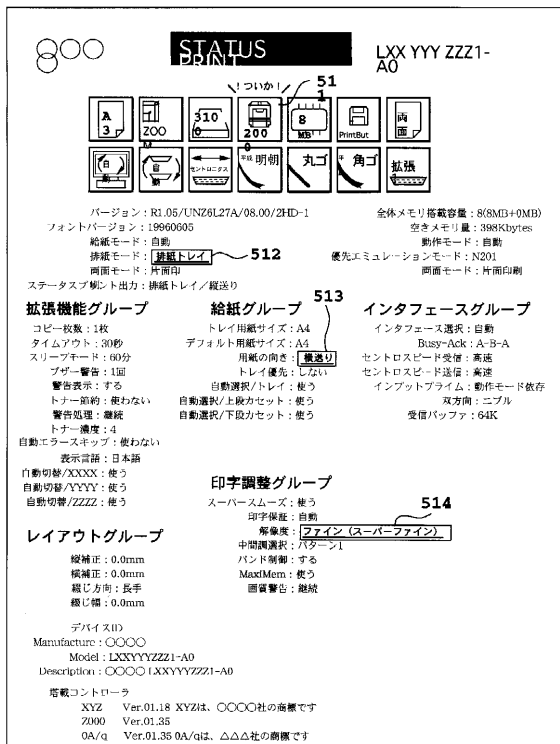 STATUS
PRINT
LXX YYY ZZZ1-
A0
！ついか！
511
A
3
ZOO
M
310
0
200
0
8
MB
PrintBut
両
面
自
動
自
動
セントロニクス
平成 明朝
丸ゴ
平 角ゴ
拡張
バージョン：R1.05/UNZ6L27A/08.00/2HD-1
フォントバージョン：19960605
給紙モード：自動
排紙モード：排紙トレイ
512
両面モード：片面印
ステータスプリント出力：排紙トレイ／縦送り
全体メモリ搭載容量：8(8MB+0MB)
空きメモリ量：398Kbytes
動作モード：自動
優先エミュレーションモード：N201
両面モード：片面印刷
拡張機能グループ
コピー枚数：1枚
タイムアウト：30秒
スリープモード：60分
ブザー警告：1回
警告表示：する
トナー節約：使わない
警告処理：継続
トナー濃度：4
自動エラースキップ：使わない
表示言語：日本語
自動切替/XXXX：使う
自動切替/YYYY：使う
自動切替/ZZZZ：使う
給紙グループ
513
トレイ用紙サイズ：A4
デフォルト用紙サイズ：A4
用紙の向き：横送り
トレイ優先：しない
自動選択/トレイ：使う
自動選択/上段カセット：使う
自動選択/下段カセット：使う
インタフェースグループ
インタフェース選択：自動
Busy-Ack：A-B-A
セントロスピード受信：高速
セントロスピード送信：高速
インプットプライム：動作モード依存
双方向：ニブル
受信バッファ：64K
印字調整グループ
スーパースムーズ：使う
印字保証：自動
514
解像度：ファイン（スーパーファイン）
中間調選択：パターン1
バンド制御：する
MaxiMem：使う
画質警告：継続
レイアウトグループ
縦補正：0.0mm
横補正：0.0mm
綴じ方向：長手
綴じ幅：0.0mm
デバイスID
Manufacture：○○○○
Model：LXXYYYZZZ1-A0
Description：○○○○ LXXYYYZZZ1-A0
塔載コントローラ
XYZ Ver.01.18 XYZは、○○○○社の商標です
Z000 Ver.01.35
0A/q Ver.01.35 0A/qは、△△△社の商標です